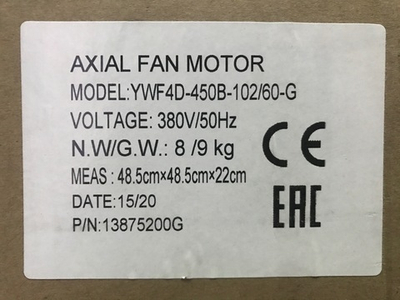 AXIAL FAN MOTOR
MODEL:YWF4D-450B-102/60-G
VOLTAGE: 380V/50Hz
N.W/G.W.: 8 /9 kg
MEAS : 48.5cm×48.5cm×22cm
DATE: 15/20
P/N:13875200G
CE
EAC